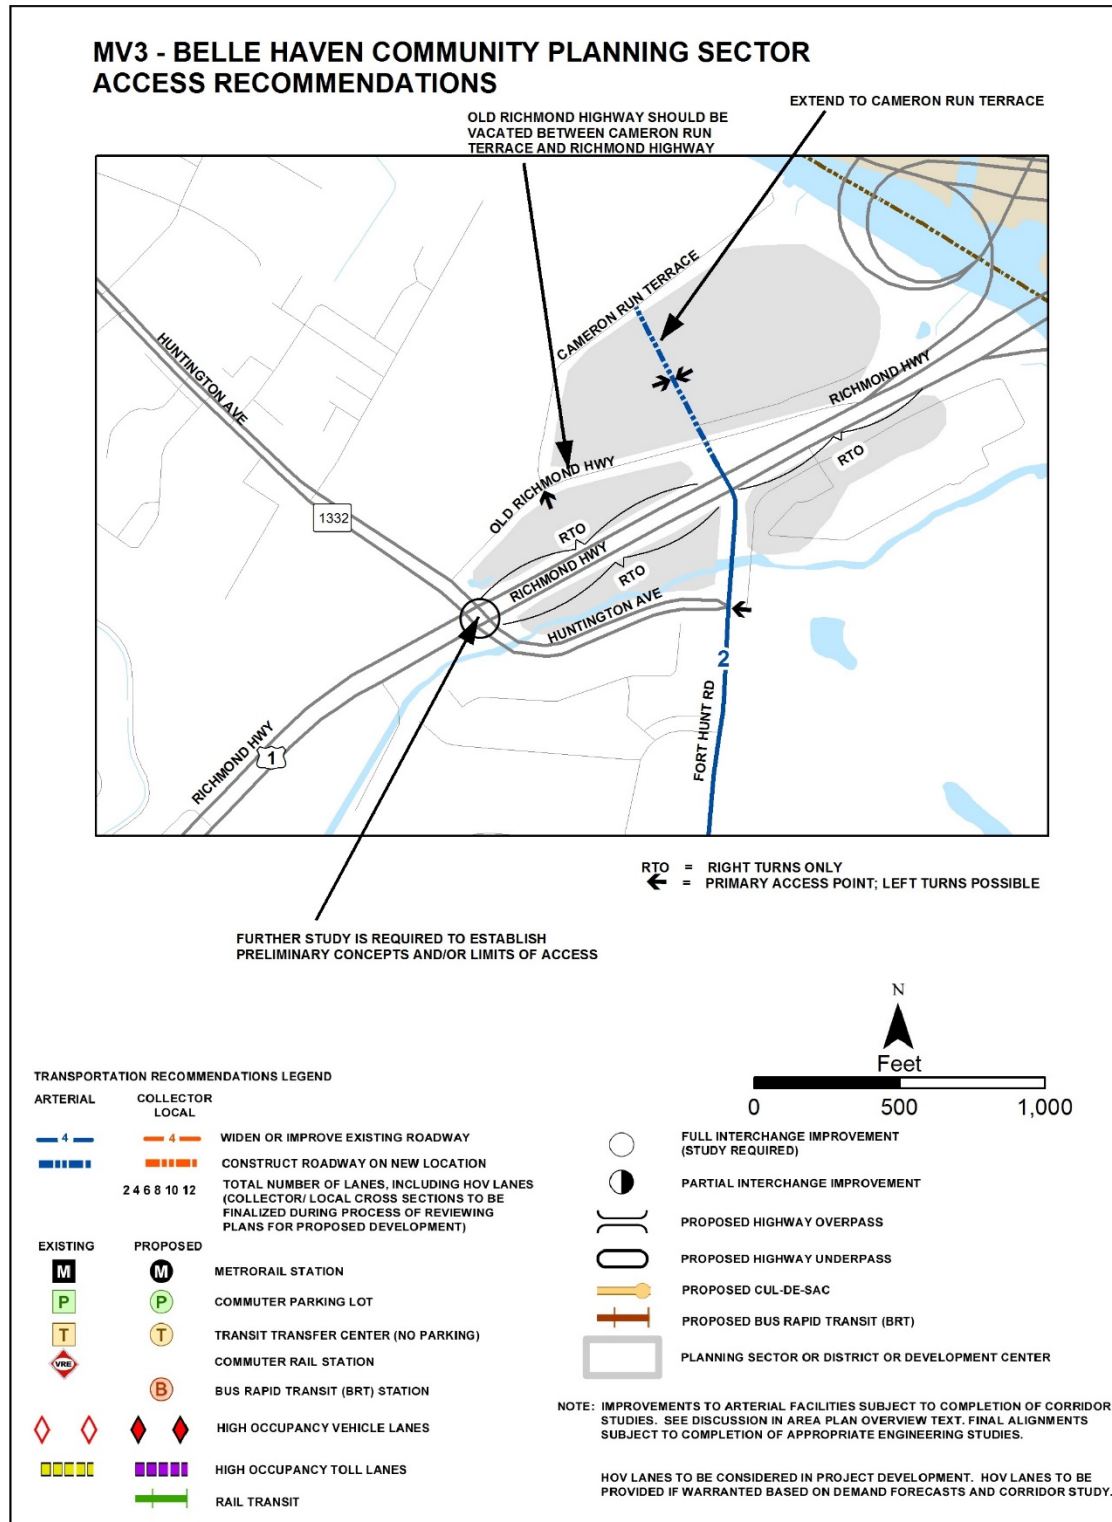 MV3 - BELLE HAVEN COMMUNITY PLANNING SECTOR
ACCESS RECOMMENDATIONS
OLD RICHMOND HIGHWAY SHOULD BE
VACATED BETWEEN CAMERON RUN
TERRACE AND RICHMOND HIGHWAY
EXTEND TO CAMERON RUN TERRACE
CAMERON RUN TERRACE
HUNTINGTON AVE
RICHMOND HWY
RTO
OLD RICHMOND HWY
1332
RTO
RICHMOND HWY
RTO
HUNTINGTON AVE
2
FORT HUNT RD
RICHMOND HWY
1
RTO = RIGHT TURNS ONLY
= PRIMARY ACCESS POINT; LEFT TURNS POSSIBLE
FURTHER STUDY IS REQUIRED TO ESTABLISH
PRELIMINARY CONCEPTS AND/OR LIMITS OF ACCESS
N
Feet
0 500 1,000
TRANSPORTATION RECOMMENDATIONS LEGEND
ARTERIAL
COLLECTOR
LOCAL
4 4 WIDEN OR IMPROVE EXISTING ROADWAY
CONSTRUCT ROADWAY ON NEW LOCATION
2 4 6 8 10 12 TOTAL NUMBER OF LANES, INCLUDING HOV LANES
(COLLECTOR/ LOCAL CROSS SECTIONS TO BE
FINALIZED DURING PROCESS OF REVIEWING
PLANS FOR PROPOSED DEVELOPMENT)
EXISTING PROPOSED
M M METRORAIL STATION
P P COMMUTER PARKING LOT
T T TRANSIT TRANSFER CENTER (NO PARKING)
VRE COMMUTER RAIL STATION
B BUS RAPID TRANSIT (BRT) STATION
HIGH OCCUPANCY VEHICLE LANES
HIGH OCCUPANCY TOLL LANES
RAIL TRANSIT
FULL INTERCHANGE IMPROVEMENT
(STUDY REQUIRED)
PARTIAL INTERCHANGE IMPROVEMENT
PROPOSED HIGHWAY OVERPASS
PROPOSED HIGHWAY UNDERPASS
PROPOSED CUL-DE-SAC
PROPOSED BUS RAPID TRANSIT (BRT)
PLANNING SECTOR OR DISTRICT OR DEVELOPMENT CENTER
NOTE: IMPROVEMENTS TO ARTERIAL FACILITIES SUBJECT TO COMPLETION OF CORRIDOR
STUDIES. SEE DISCUSSION IN AREA PLAN OVERVIEW TEXT. FINAL ALIGNMENTS
SUBJECT TO COMPLETION OF APPROPRIATE ENGINEERING STUDIES.
HOV LANES TO BE CONSIDERED IN PROJECT DEVELOPMENT. HOV LANES TO BE
PROVIDED IF WARRANTED BASED ON DEMAND FORECASTS AND CORRIDOR STUDY.